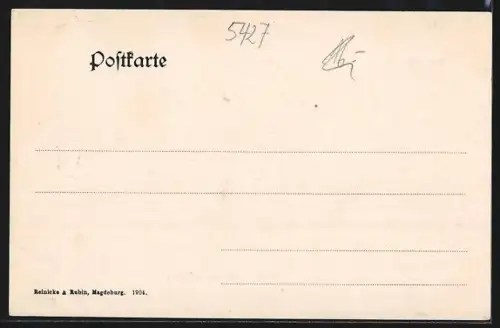 5427
Postkarte
Reinicke & Rubin, Magdeburg. 1904.